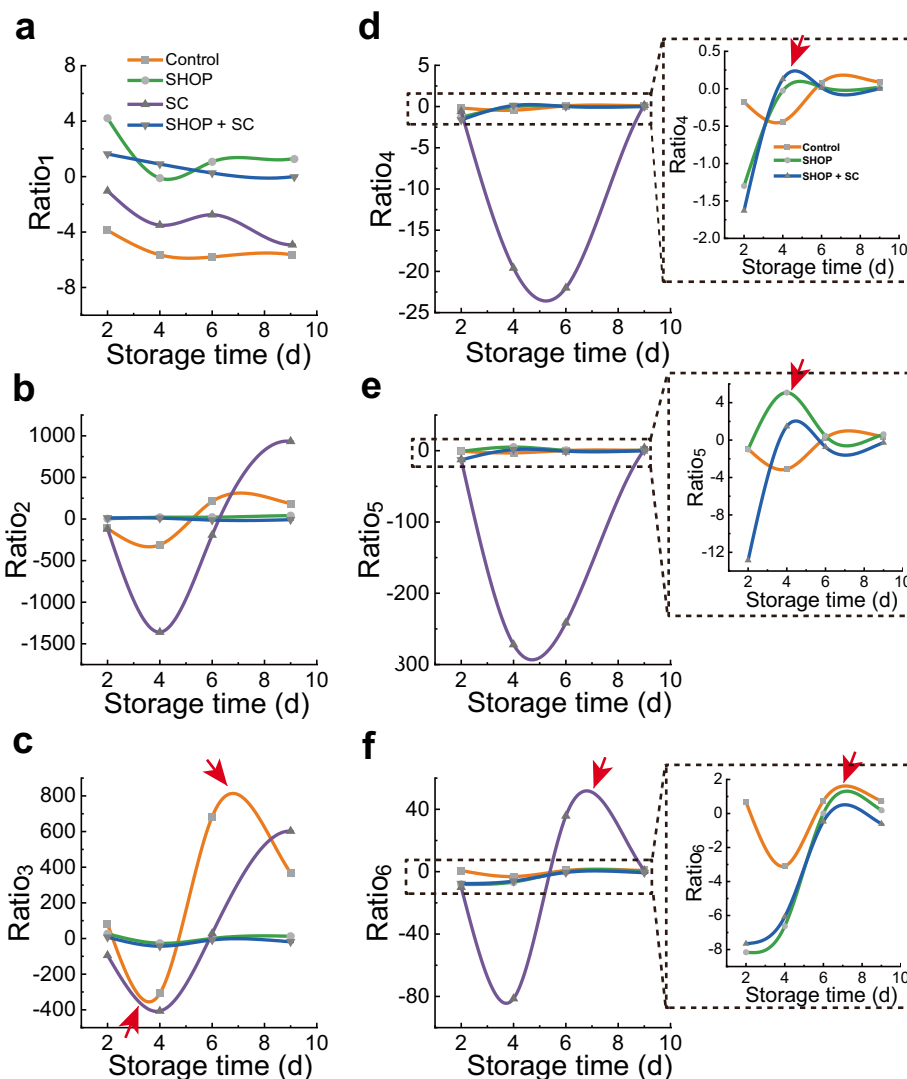 a
8
4
0
-4
-8
Ratio1
Control
SHOP
SC
SHOP + SC
2 4 6 8 10
Storage time (d)
b
1000
500
0
-500
-1000
-1500
Ratio2
2 4 6 8 10
Storage time (d)
c
800
600
400
200
0
-200
-400
Ratio3
2 4 6 8 10
Storage time (d)
d
0
-5
-10
-15
-20
-25
Ratio4
2 4 6 8 10
Storage time (d)
0.5
0.0
-0.5
-1.0
-1.5
-2.0
Ratio4
Control
SHOP
SHOP + SC
2 4 6 8 10
Storage time (d)
e
0
-100
-200
300
Ratio5
2 4 6 8 10
Storage time (d)
4
0
-4
-8
-12
Ratio5
2 4 6 8 10
Storage time (d)
f
40
0
-40
-80
Ratio6
2 4 6 8 10
Storage time (d)
2
0
-2
-4
-6
-8
Ratio6
2 4 6 8 10
Storage time (d)